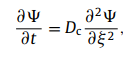 ∂Ψ/∂t = D_c ∂²Ψ/∂ξ²,